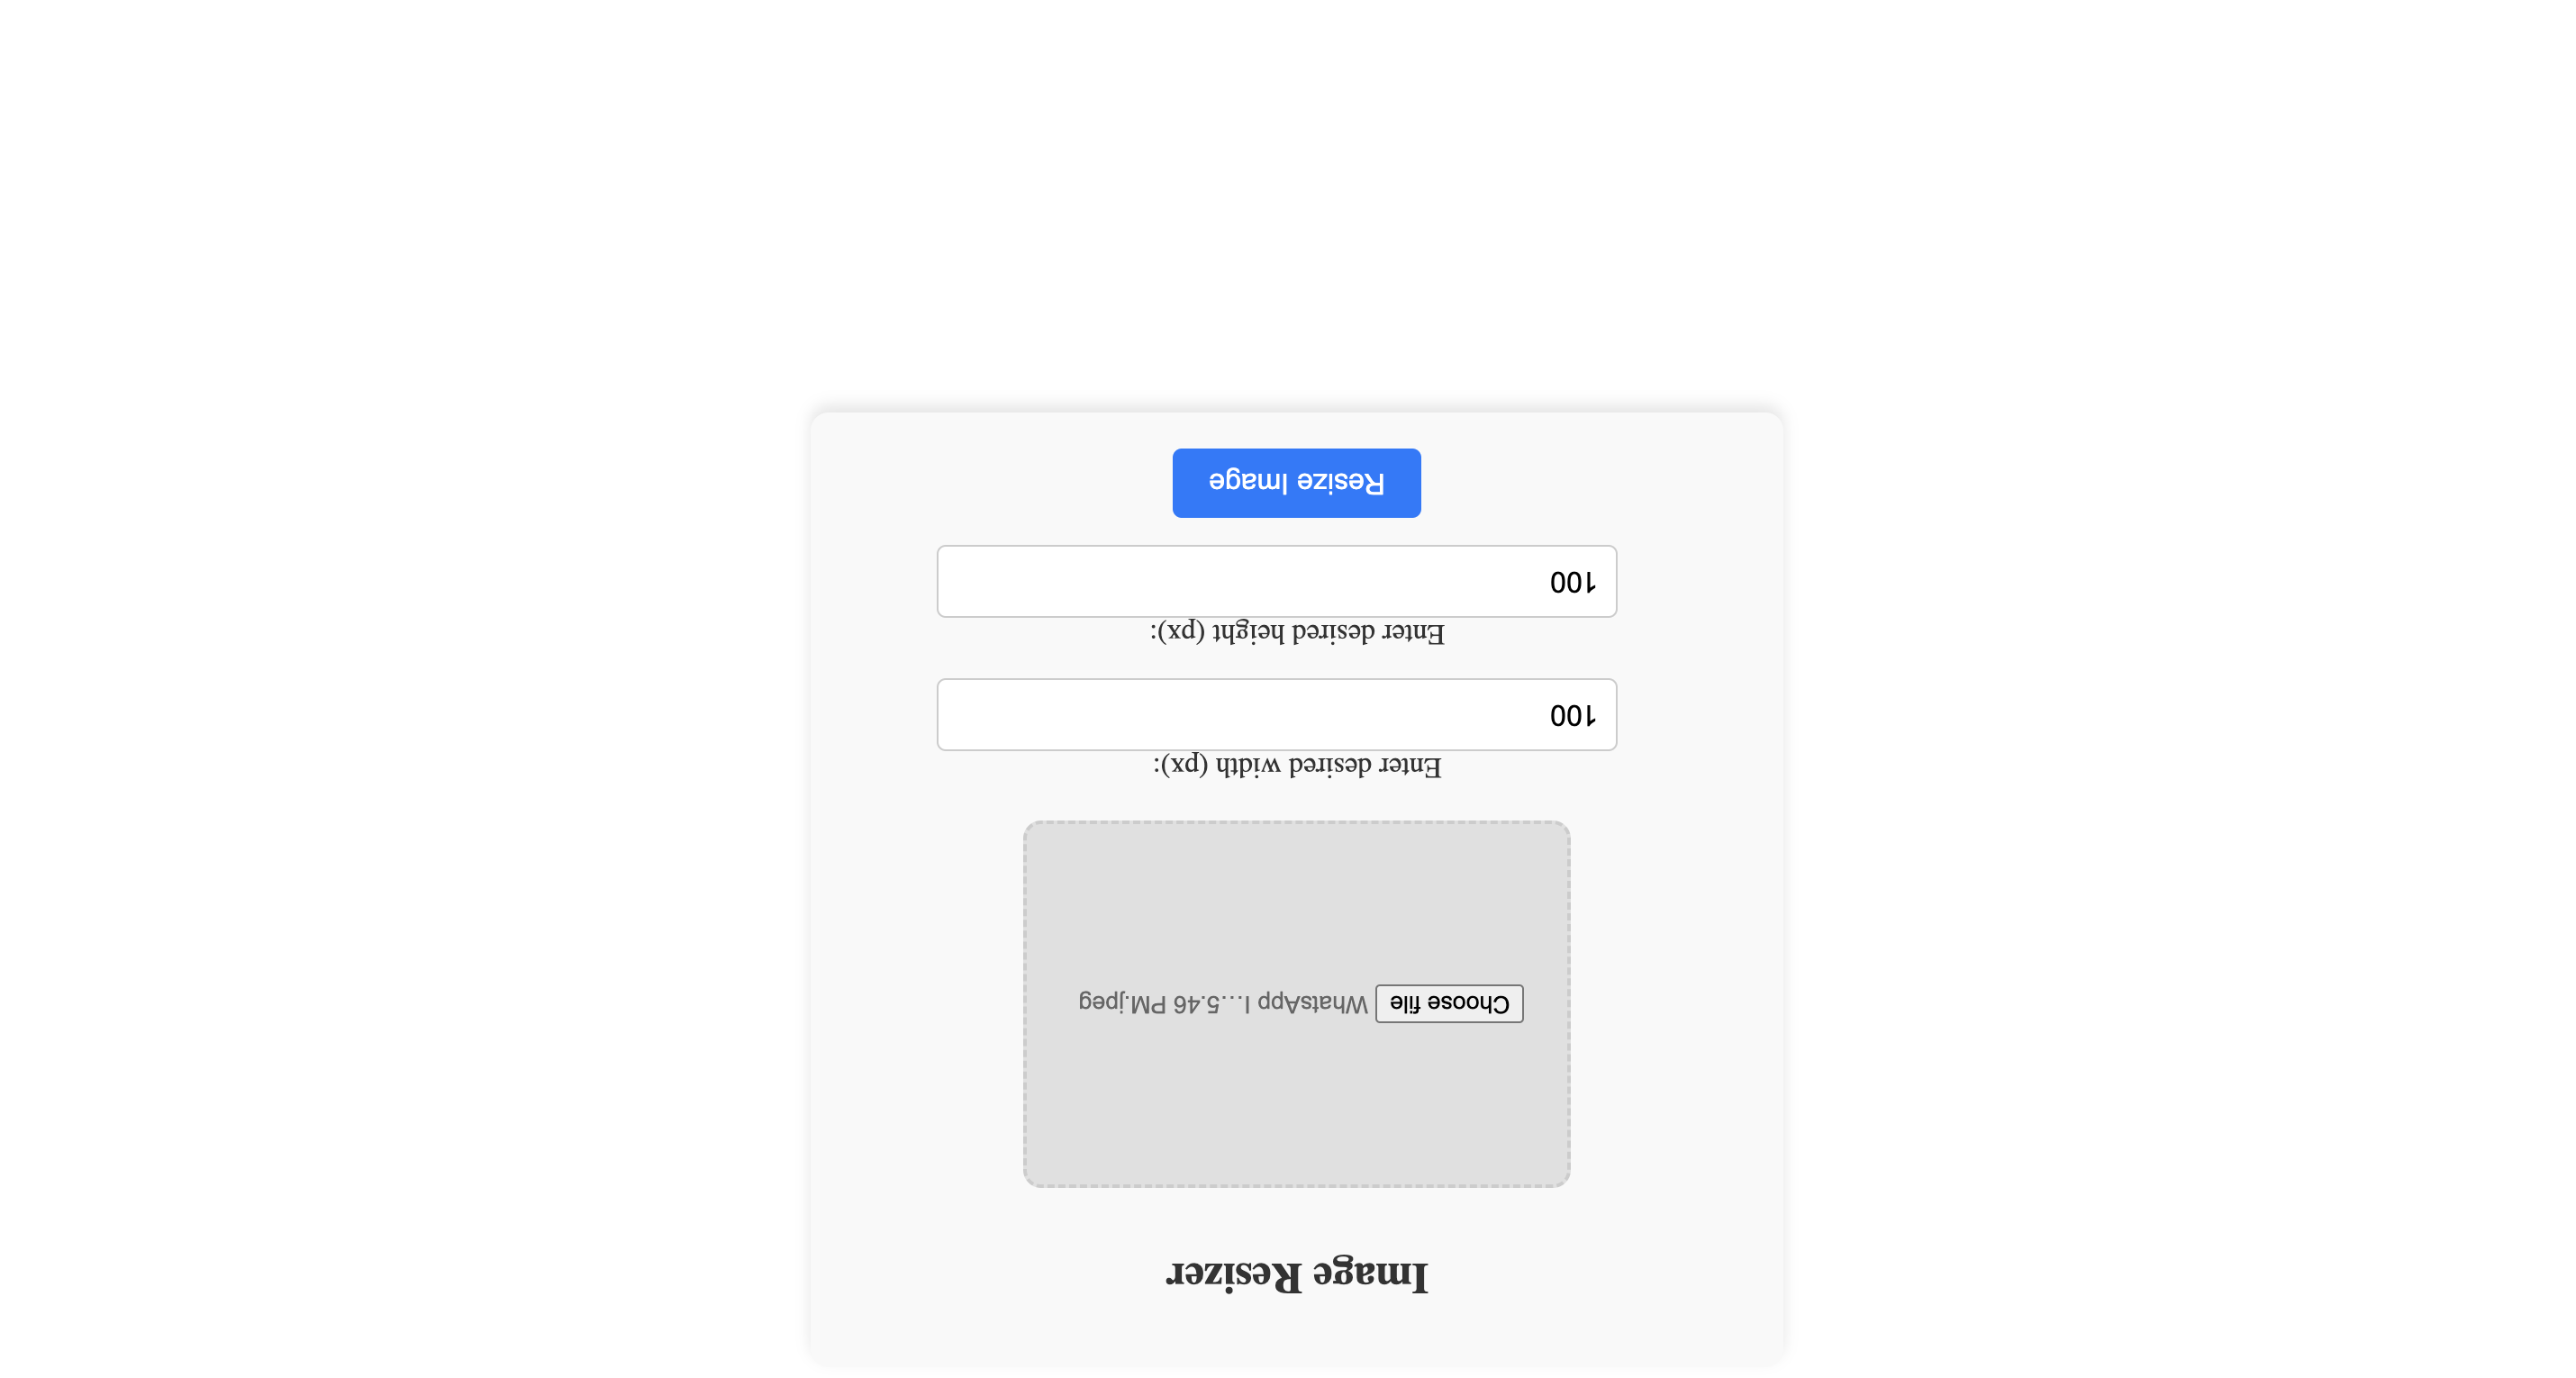 Image Resizer
Choose file WhatsApp I...5.46 PM.jpeg
Enter desired width (px):
100
Enter desired height (px):
100
Resize Image